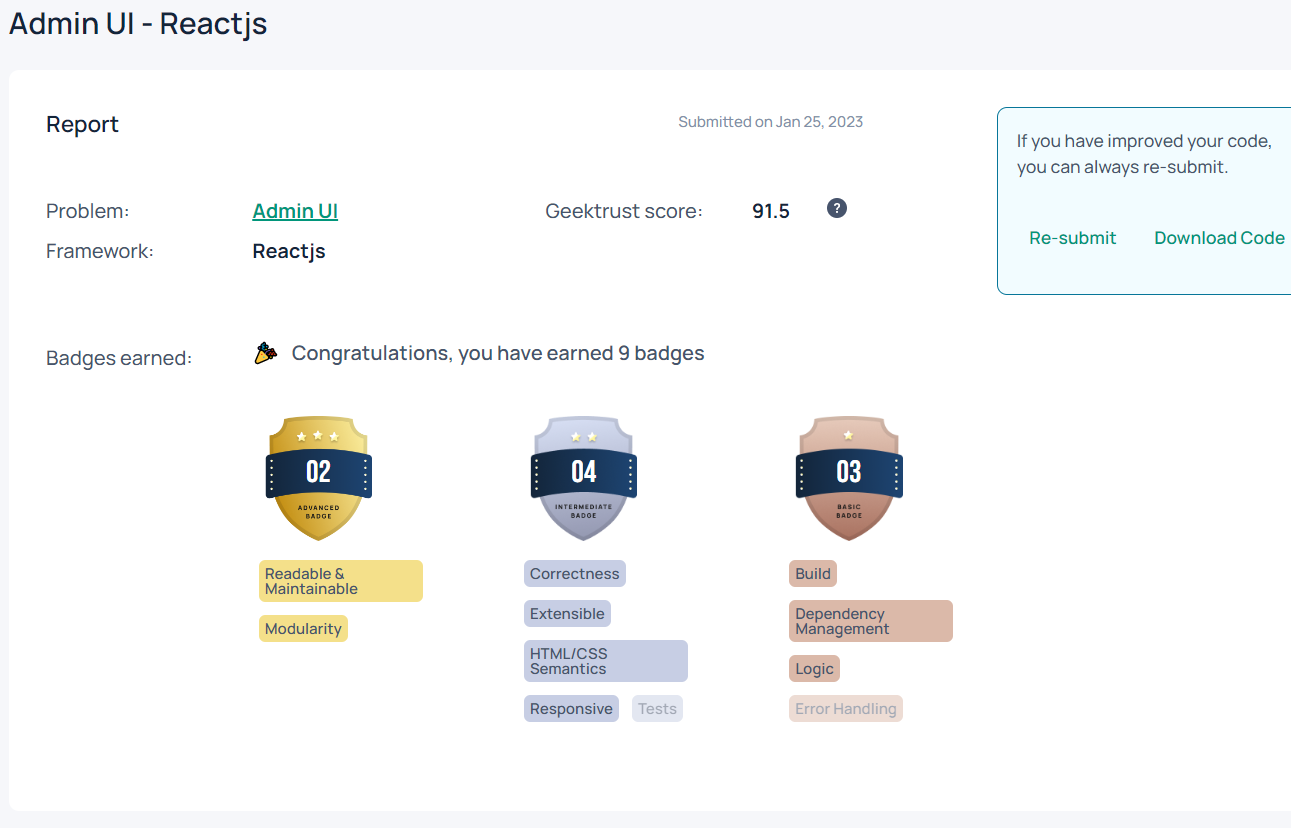 Admin UI - Reactjs
Report
Submitted on Jan 25, 2023
If you have improved your code,
you can always re-submit.
Problem:
Admin UI
Geektrust score:
91.5
?
Re-submit
Download Code
Framework:
Reactjs
Badges earned:
Congratulations, you have earned 9 badges
02
ADVANCED
BADGE
04
INTERMEDIATE
BADGE
03
BASIC
BADGE
Readable &
Maintainable
Modularity
Correctness
Extensible
HTML/CSS
Semantics
Responsive
Tests
Build
Dependency
Management
Logic
Error Handling